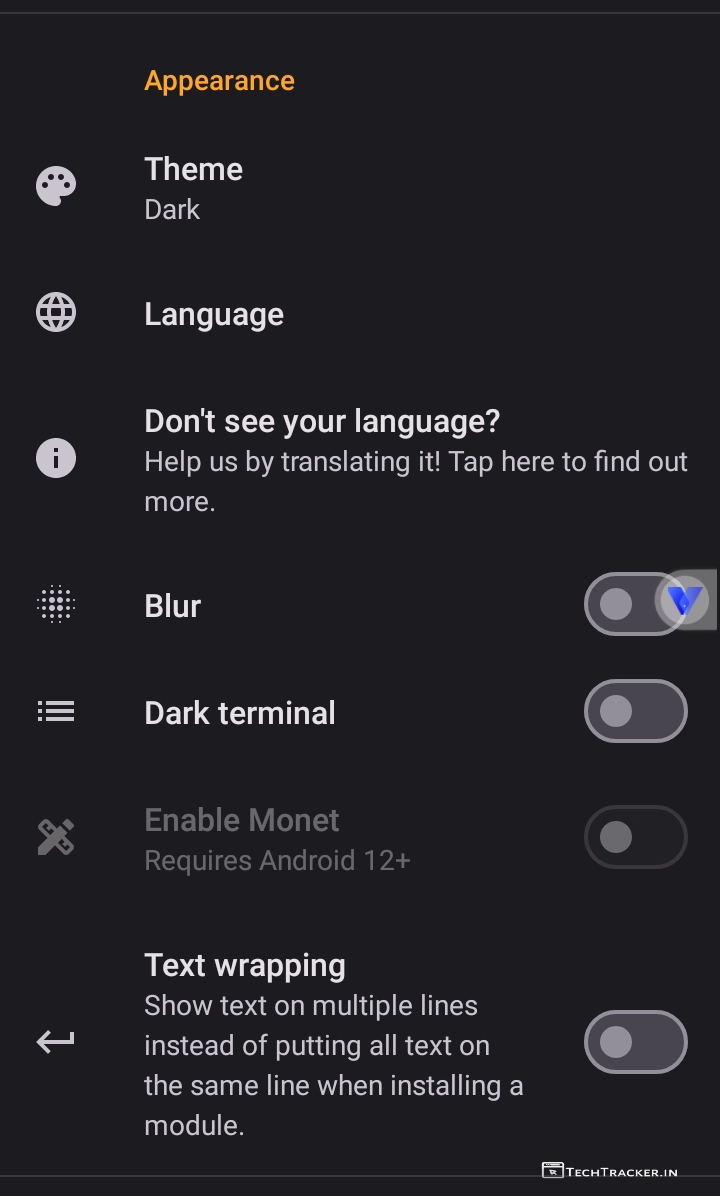 Appearance
Theme
Dark
Language
Don't see your language?
Help us by translating it! Tap here to find out
more.
Blur
Dark terminal
Enable Monet
Requires Android 12+
Text wrapping
Show text on multiple lines
instead of putting all text on
the same line when installing a
module.
TECHTRACKER.IN